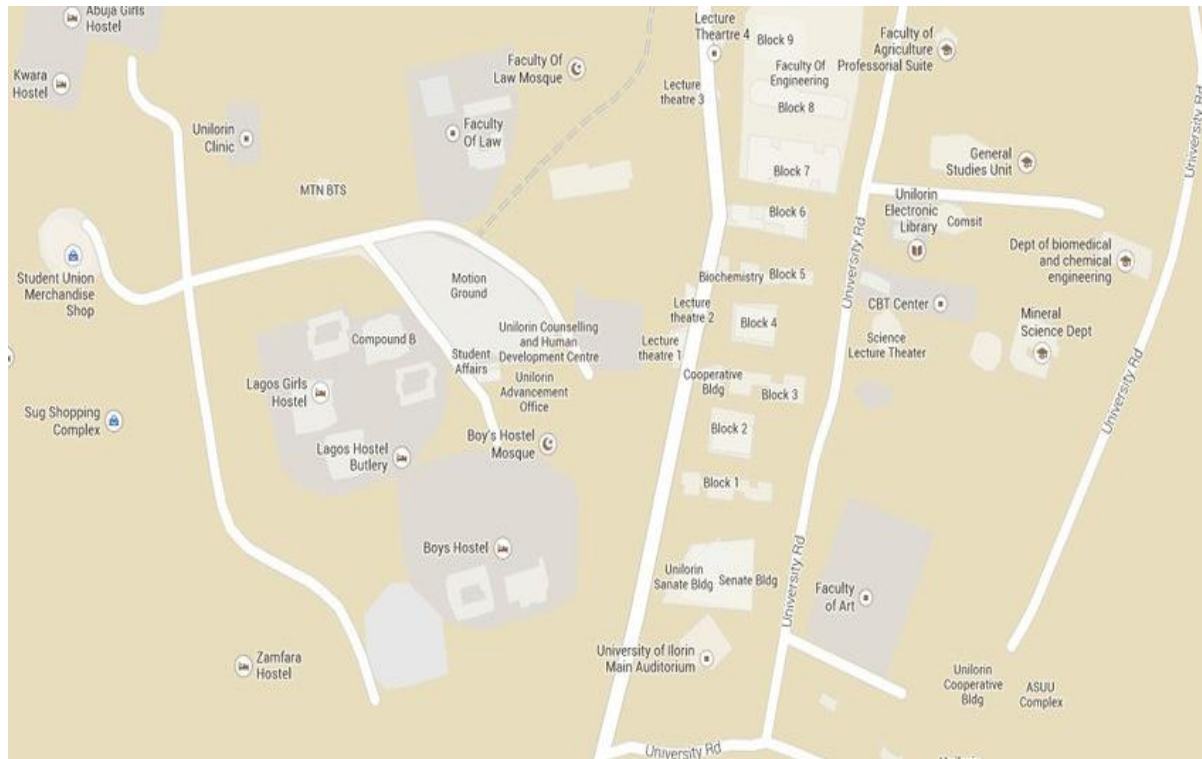 Abuja Girls
Hostel
Kwara
Hostel
Unilorin
Clinic
MTN BTS
Faculty Of
Law Mosque
Faculty
Of Law
Lecture
Theartre 4
Lecture
theatre 3
Block 9
Faculty Of
Engineering
Block 8
Block 7
Block 6
Faculty of
Agriculture
Professorial Suite
General
Studies Unit
Unilorin
Electronic
Library
Comsit
University Rd
Dept of biomedical
and chemical
engineering
Student Union
Merchandise
Shop
Motion
Ground
Biochemistry
Block 5
University Rd
CBT Center
Lecture
theatre 2
Block 4
Mineral
Science Dept
Science
Lecture Theater
Compound B
Unilorin Counselling
and Human
Development Centre
Lecture
theatre 1
Student
Affairs
Unilorin
Advancement
Office
Cooperative
Bldg
Block 3
Lagos Girls
Hostel
Sug Shopping
Complex
University Rd
Block 2
Boy's Hostel
Mosque
Lagos Hostel
Butlery
Block 1
Boys Hostel
Unilorin
Sanate Bldg
Senate Bldg
University Rd
Faculty
of Art
Zamfara
Hostel
University of Ilorin
Main Auditorium
Unilorin
Cooperative
Bldg
ASUU
Complex
University Rd